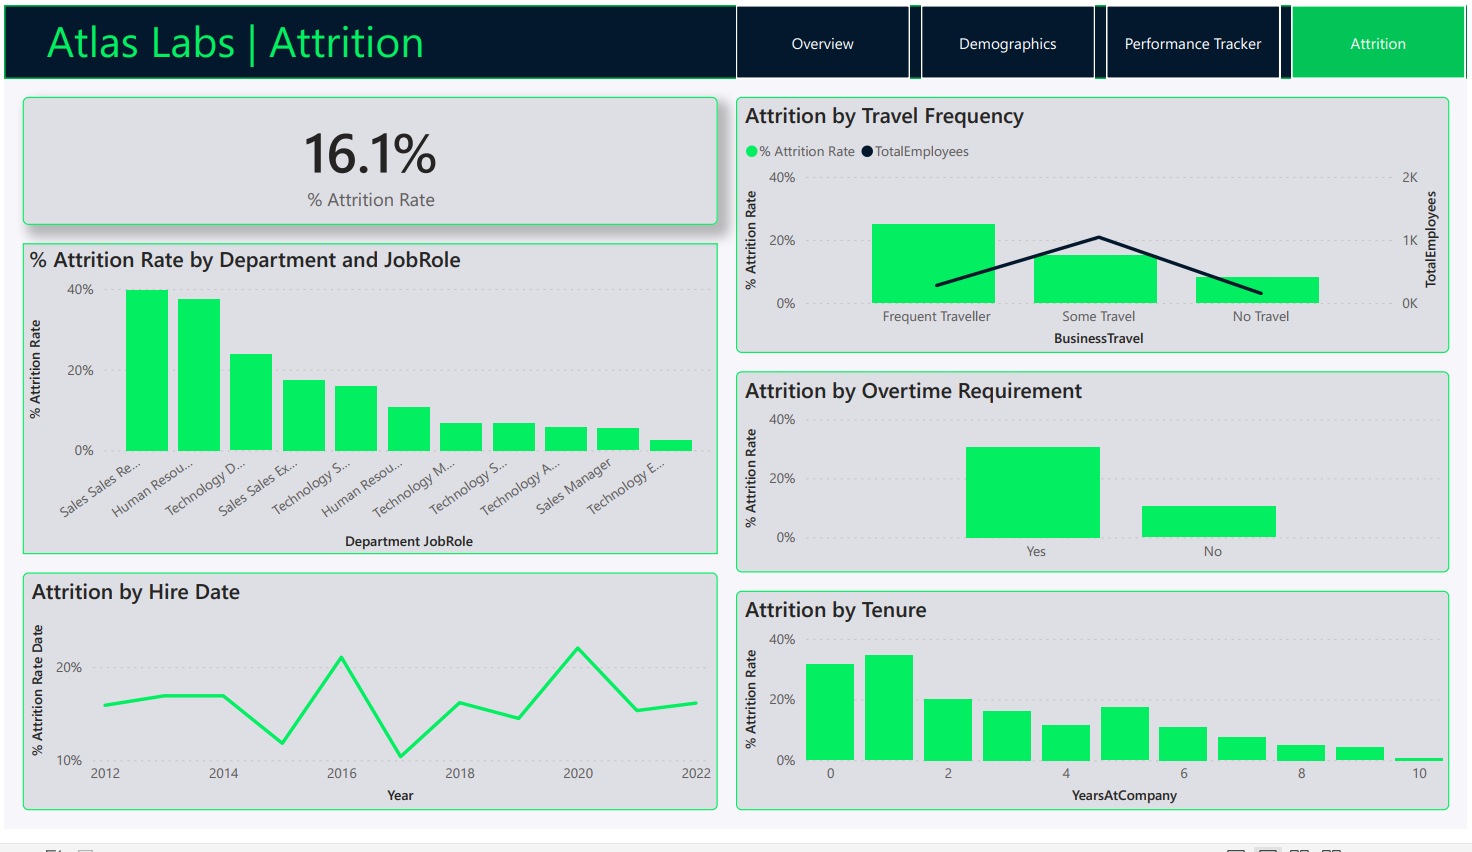 Atlas Labs | Attrition
Overview
Demographics
Performance Tracker
Attrition
16.1%
% Attrition Rate
% Attrition Rate by Department and JobRole
% Attrition Rate
40%
20%
0%
Sales Sales Re...
Human Resou...
Technology D...
Sales Sales Ex...
Technology S...
Human Resou...
Technology M...
Technology S...
Technology A...
Sales Manager
Technology E...
Department JobRole
Attrition by Hire Date
% Attrition Rate Date
20%
10%
2012
2014
2016
2018
2020
2022
Year
Attrition by Travel Frequency
% Attrition Rate
TotalEmployees
% Attrition Rate
40%
20%
0%
2K
1K
0K
TotalEmployees
Frequent Traveller
Some Travel
No Travel
BusinessTravel
Attrition by Overtime Requirement
% Attrition Rate
40%
20%
0%
Yes
No
Attrition by Tenure
% Attrition Rate
40%
20%
0%
0
2
4
6
8
10
YearsAtCompany